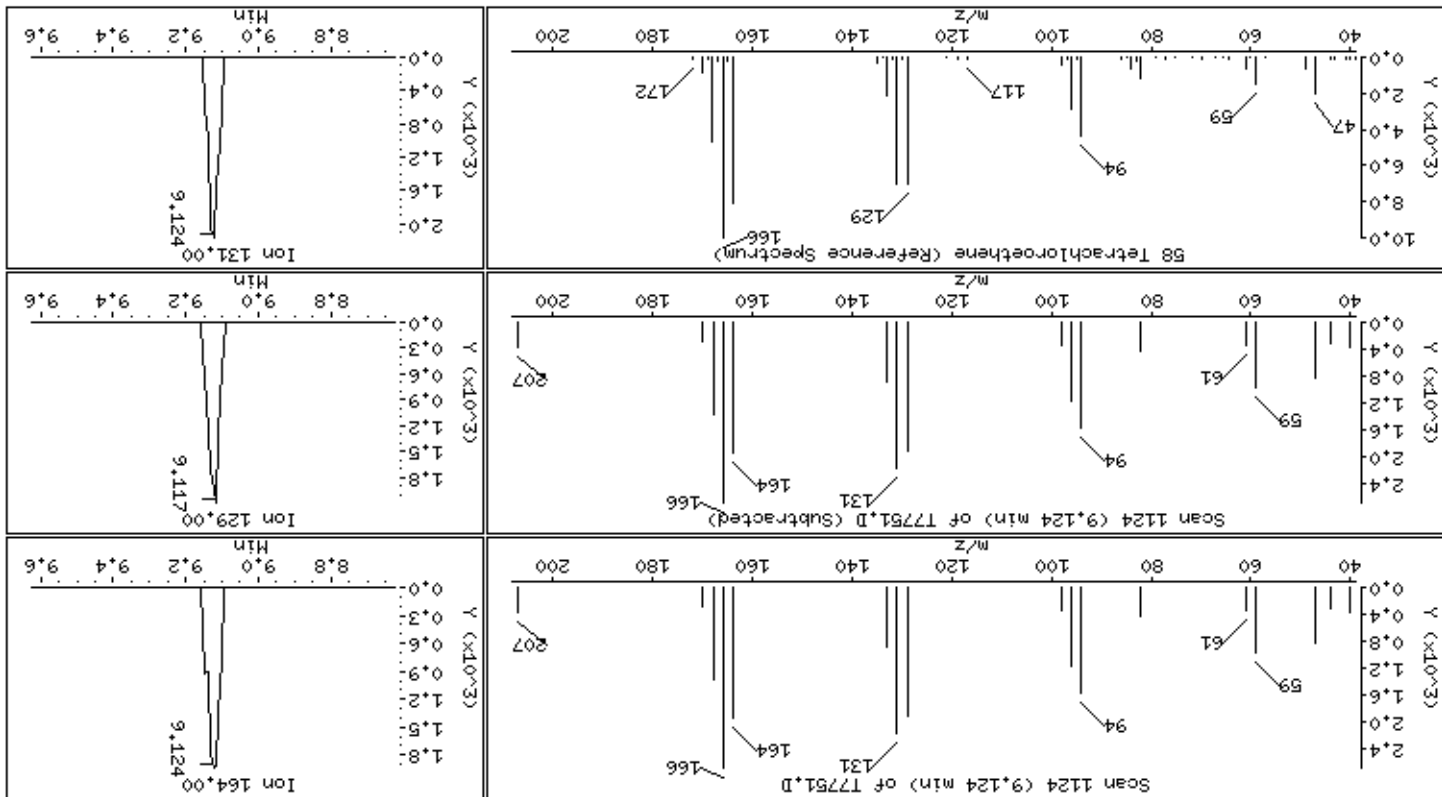 Scan 1124 (9.124 min) of T7751.D
166
131
164
94
59
61
207
2.4
2.0
1.6
1.2
0.8
0.4
0.0
Y (x10^3)
40 60 80 100 120 140 160 180 200
m/z
Ion 164.00
9.124
1.8
1.5
1.2
0.9
0.6
0.3
0.0
Y (x10^3)
8.8 9.0 9.2 9.4 9.6
Min
Scan 1124 (9.124 min) of T7751.D (Subtracted)
166
131
164
94
59
61
207
2.4
2.0
1.6
1.2
0.8
0.4
0.0
Y (x10^3)
40 60 80 100 120 140 160 180 200
m/z
Ion 129.00
9.117
1.8
1.5
1.2
0.9
0.6
0.3
0.0
Y (x10^3)
8.8 9.0 9.2 9.4 9.6
Min
58 Tetrachloroethene (Reference Spectrum)
166
129
94
47
59
117
172
10.0
8.0
6.0
4.0
2.0
0.0
Y (x10^3)
40 60 80 100 120 140 160 180 200
m/z
Ion 131.00
9.124
2.0
1.6
1.2
0.8
0.4
0.0
Y (x10^3)
8.8 9.0 9.2 9.4 9.6
Min